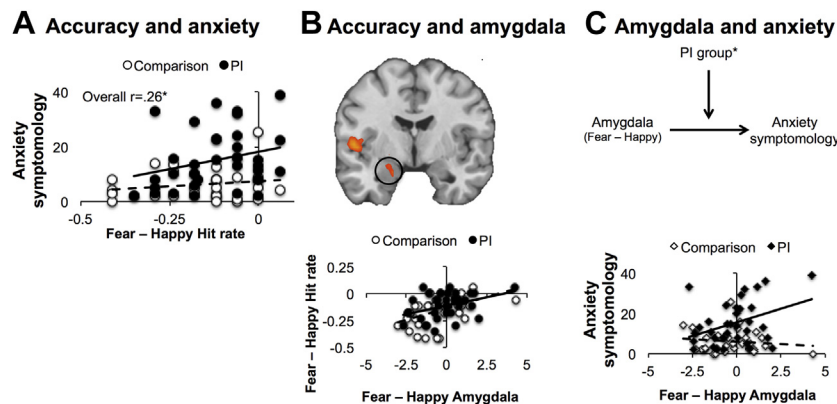 A Accuracy and anxiety
○Comparison ●PI
Overall r=.26*
Anxiety
symptomology
40
20
0
-0.5
-0.25
0
Fear – Happy Hit rate
B Accuracy and amygdala
○Comparison ●PI
Fear – Happy Hit rate
0.25
0
-0.25
-0.5
-5
-2.5
0
2.5
5
Fear – Happy Amygdala
C Amygdala and anxiety
PI group*
Amygdala
(Fear – Happy)
Anxiety
symptomology
◇Comparison ◆PI
Anxiety
symptomology
40
20
0
-5
-2.5
0
2.5
5
Fear – Happy Amygdala